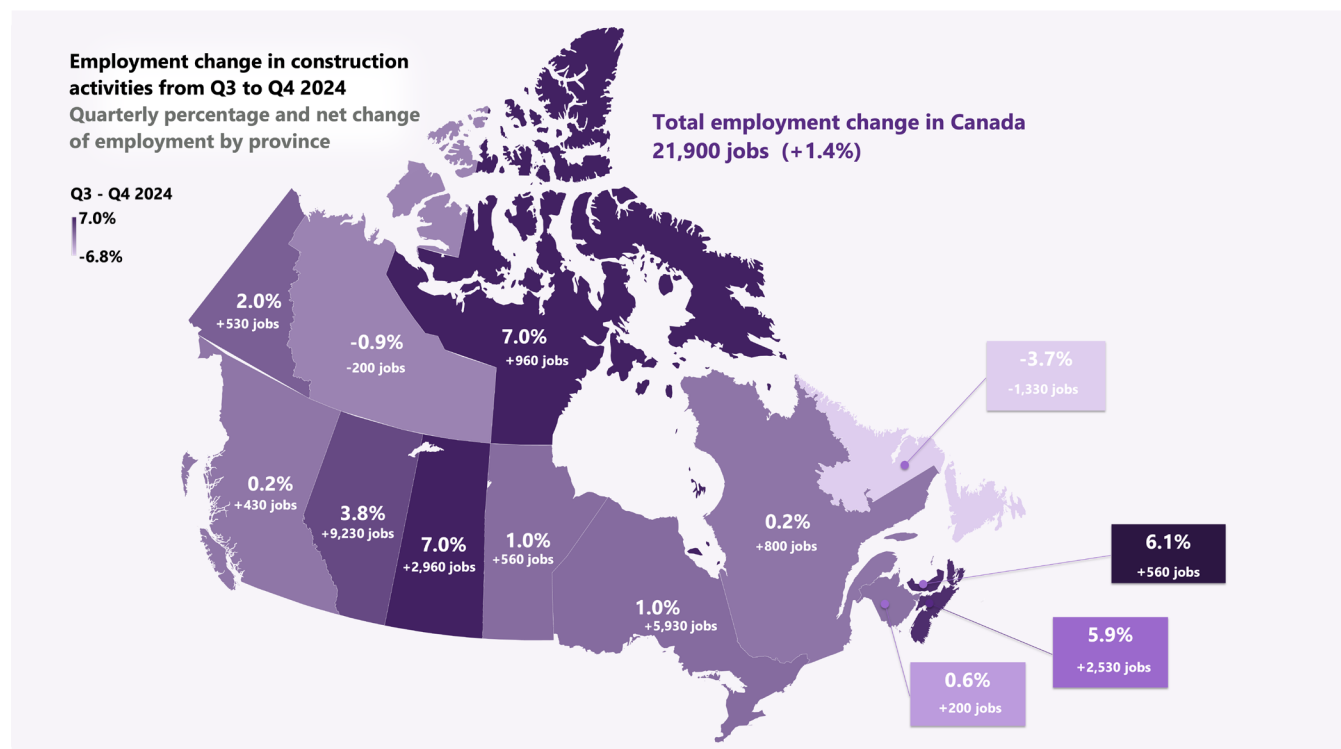 Employment change in construction
activities from Q3 to Q4 2024
Quarterly percentage and net change
of employment by province
Total employment change in Canada
21,900 jobs (+1.4%)
Q3 - Q4 2024
7.0%
-6.8%
2.0%
+530 jobs
-0.9%
-200 jobs
7.0%
+960 jobs
-3.7%
-1,330 jobs
0.2%
+430 jobs
3.8%
+9,230 jobs
7.0%
+2,960 jobs
1.0%
+560 jobs
1.0%
+5,930 jobs
0.2%
+800 jobs
6.1%
+560 jobs
5.9%
+2,530 jobs
0.6%
+200 jobs